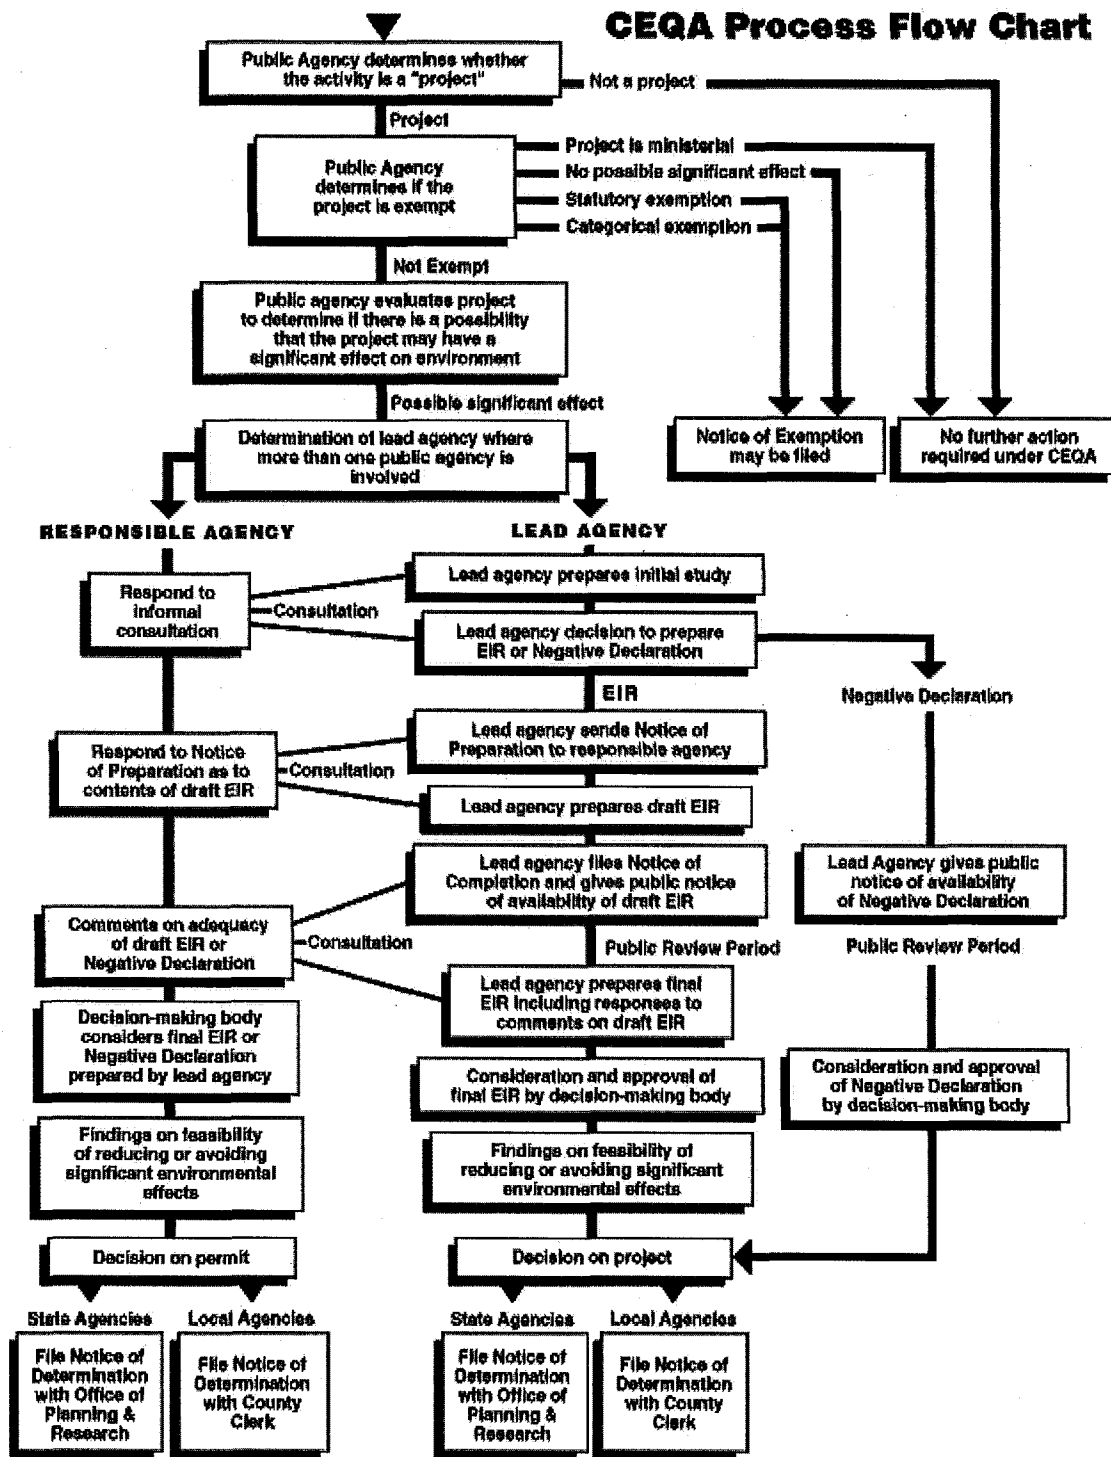 CEQA Process Flow Chart
Public Agency determines whether
the activity is a "project"
Not a project
Project
Public Agency
determines if the
project is exempt
Project is ministerial
No possible significant effect
Statutory exemption
Categorical exemption
Not Exempt
Public agency evaluates project
to determine if there is a possibility
that the project may have a
significant effect on environment
Possible significant effect
Determination of lead agency where
more than one public agency is
involved
Notice of Exemption
may be filed
No further action
required under CEQA
RESPONSIBLE AGENCY
LEAD AGENCY
Respond to
informal
consultation
Consultation
Lead agency prepares initial study
Lead agency decision to prepare
EIR or Negative Declaration
EIR
Negative Declaration
Respond to Notice
of Preparation as to
contents of draft EIR
Consultation
Lead agency sends Notice of
Preparation to responsible agency
Lead agency prepares draft EIR
Lead agency files Notice of
Completion and gives public notice
of availability of draft EIR
Lead Agency gives public
notice of availability
of Negative Declaration
Comments on adequacy
of draft EIR or
Negative Declaration
Consultation
Public Review Period
Public Review Period
Lead agency prepares final
EIR including responses to
comments on draft EIR
Decision-making body
considers final EIR or
Negative Declaration
prepared by lead agency
Consideration and approval of
final EIR by decision-making body
Consideration and approval
of Negative Declaration
by decision-making body
Findings on feasibility
of reducing or avoiding
significant environmental
effects
Findings on feasibility of
reducing or avoiding significant
environmental effects
Decision on permit
Decision on project
State Agencies
Local Agencies
State Agencies
Local Agencies
File Notice of
Determination
with Office of
Planning &
Research
File Notice of
Determination
with County
Clerk
File Notice of
Determination
with Office of
Planning &
Research
File Notice of
Determination
with County
Clerk